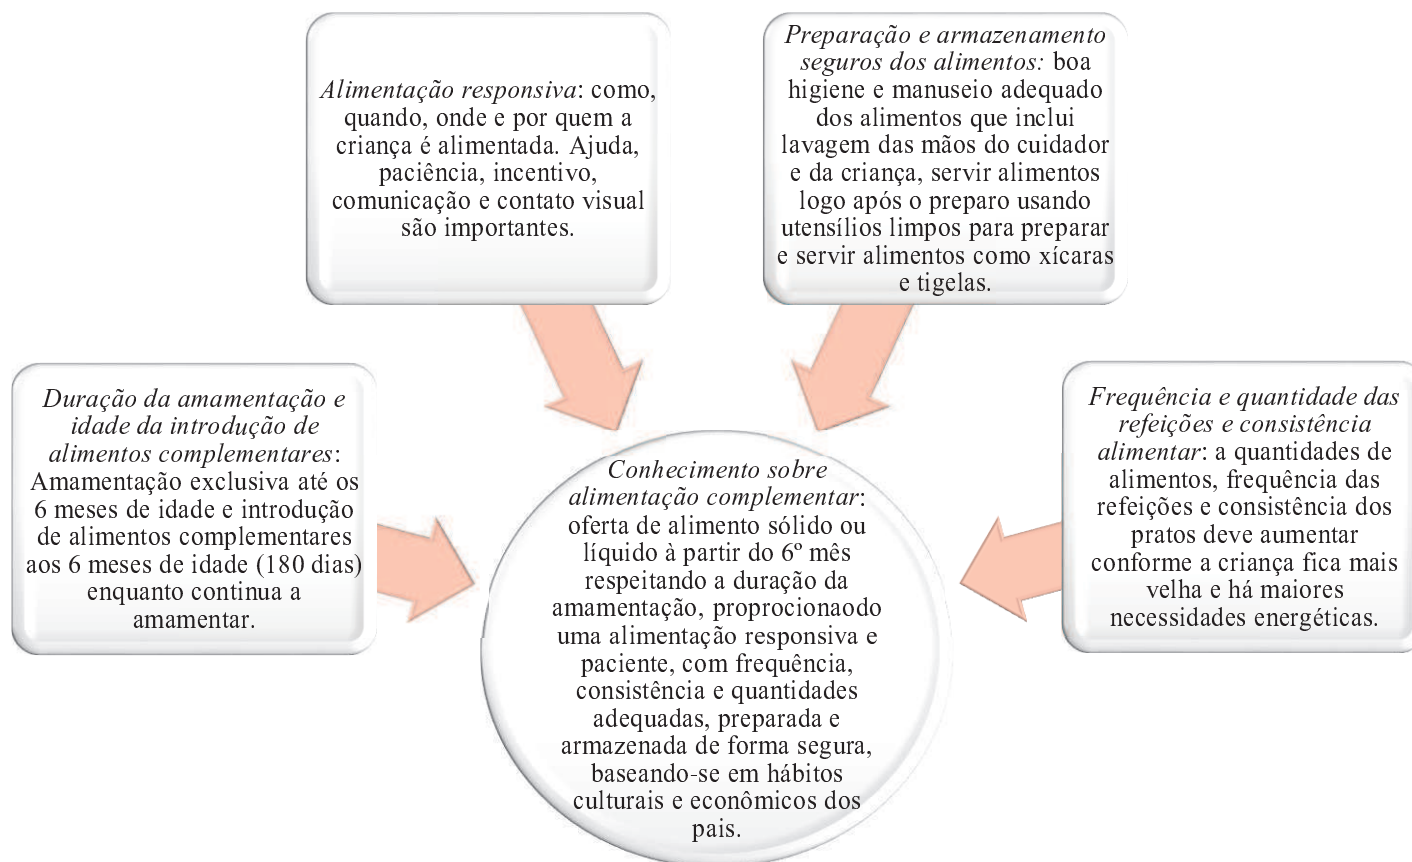 Alimentação responsiva: como,
quando, onde e por quem a
criança é alimentada. Ajuda,
paciência, incentivo,
comunicação e contato visual
são importantes.
Preparação e armazenamento
seguros dos alimentos: boa
higiene e manuseio adequado
dos alimentos que inclui
lavagem das mãos do cuidador
e da criança, servir alimentos
logo após o preparo usando
utensílios limpos para preparar
e servir alimentos como xícaras
e tigelas.
Duração da amamentação e
idade da introdução de
alimentos complementares:
Amamentação exclusiva até os
6 meses de idade e introdução
de alimentos complementares
aos 6 meses de idade (180 dias)
enquanto continua a
amamentar.
Frequência e quantidade das
refeições e consistência
alimentar: a quantidades de
alimentos, frequência das
refeições e consistência dos
pratos deve aumentar
conforme a criança fica mais
velha e há maiores
necessidades energéticas.
Conhecimento sobre
alimentação complementar:
oferta de alimento sólido ou
líquido à partir do 6º mês
respeitando a duração da
amamentação, proprocionaodo
uma alimentação responsiva e
paciente, com frequência,
consistência e quantidades
adequadas, preparada e
armazenada de forma segura,
baseando-se em hábitos
culturais e econômicos dos
pais.